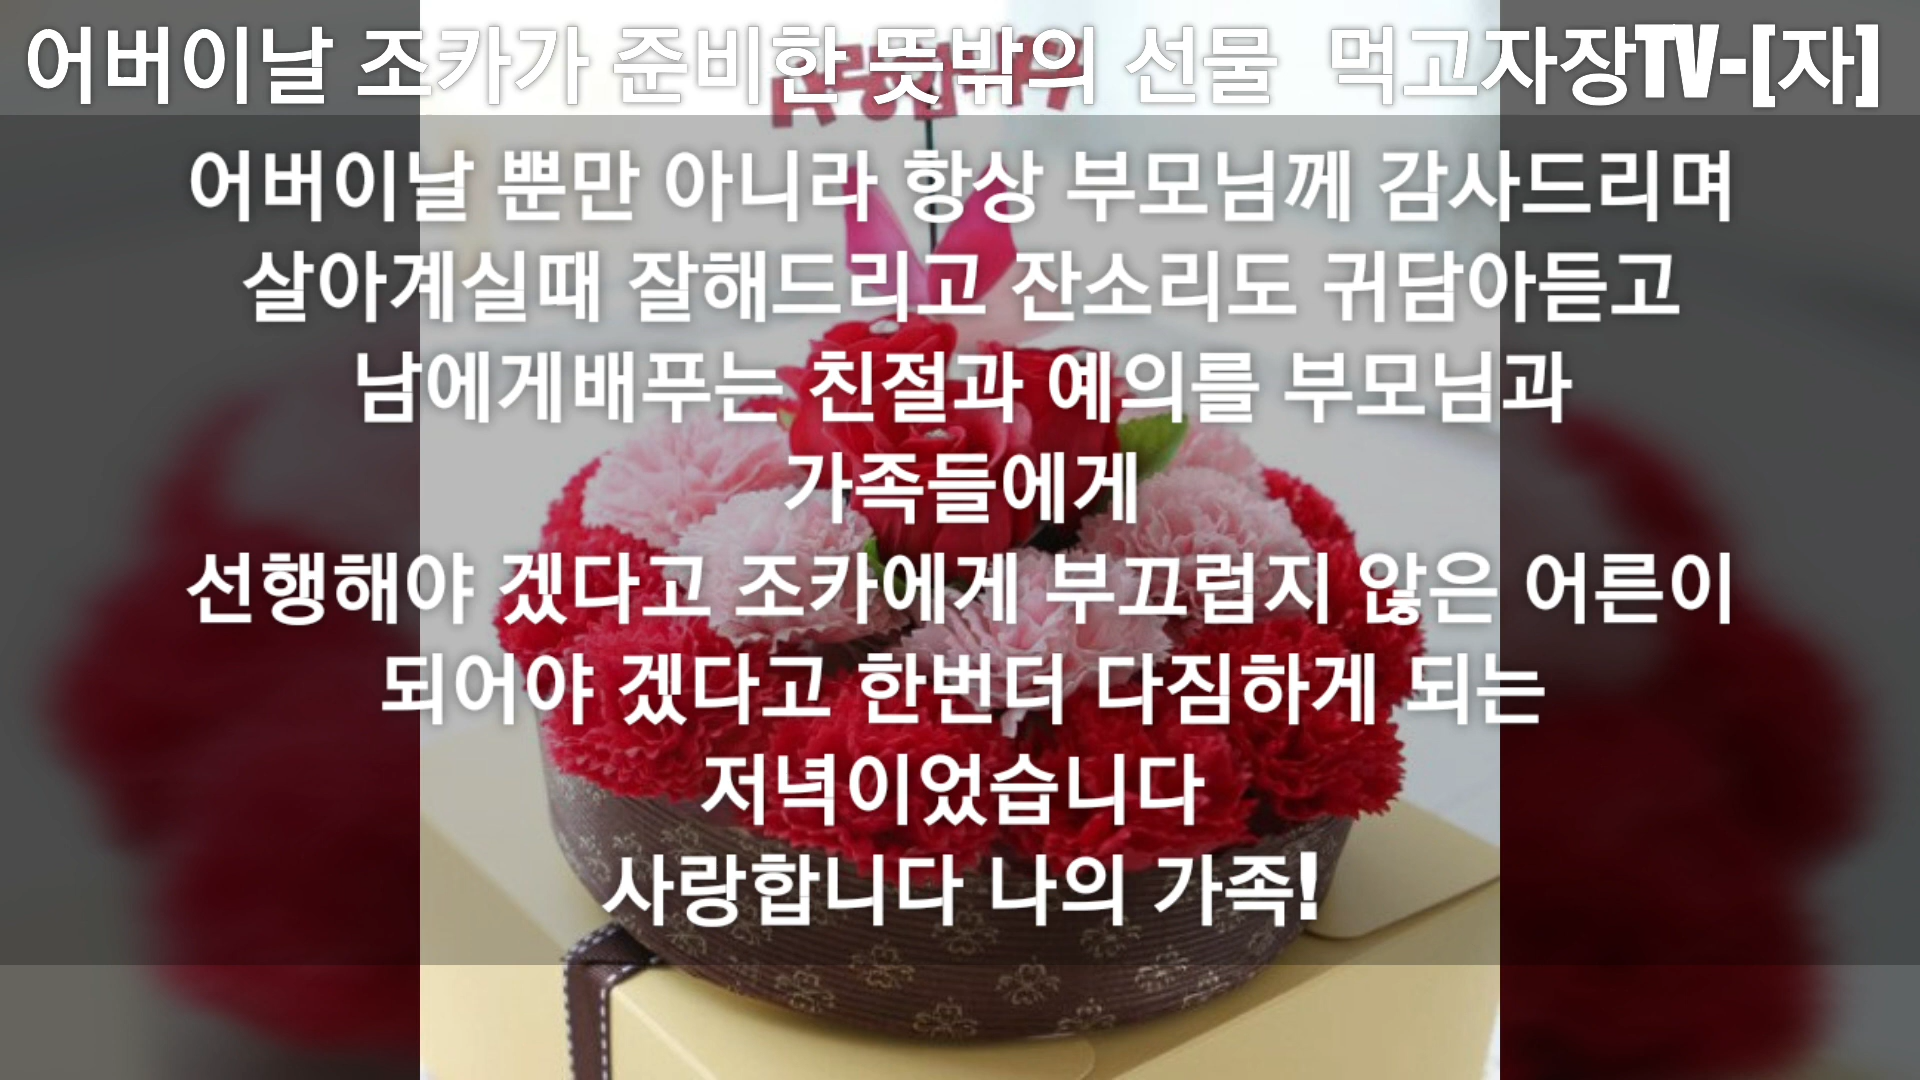 어버이날 조카가 준비한 뜻밖의 선물 먹고자장TV-[자]
어버이날 뿐만 아니라 항상 부모님께 감사드리며
살아계실때 잘해드리고 잔소리도 귀담아듣고
남에게배푸는 친절과 예의를 부모님과
가족들에게
선행해야 겠다고 조카에게 부끄럽지 않은 어른이
되어야 겠다고 한번더 다짐하게 되는
저녁이었습니다
사랑합니다 나의 가족!